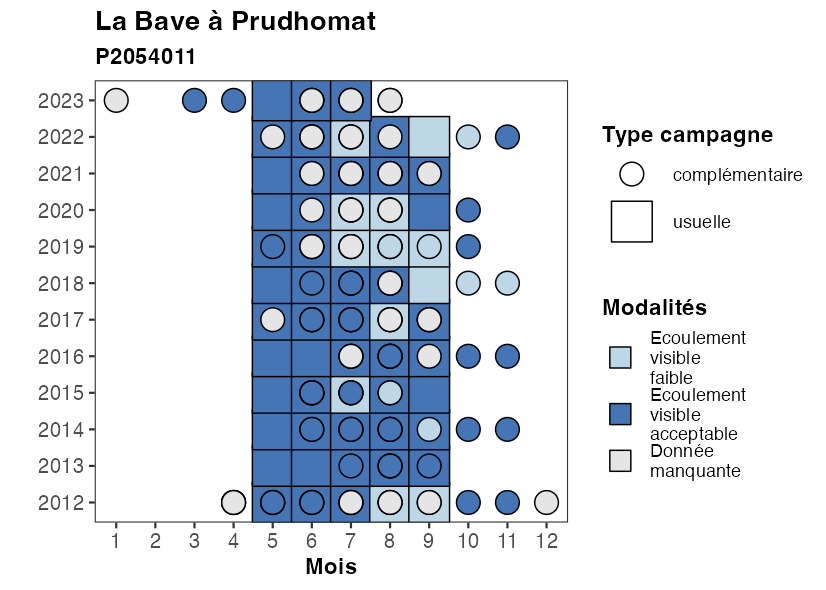 La Bave à Prudhomat
P2054011
2023
2022
2021
2020
2019
2018
2017
2016
2015
2014
2013
2012
1 2 3 4 5 6 7 8 9 10 11 12
Mois
Type campagne
complémentaire
usuelle
Modalités
Ecoulement
visible
faible
Ecoulement
visible
acceptable
Donnée
manquante